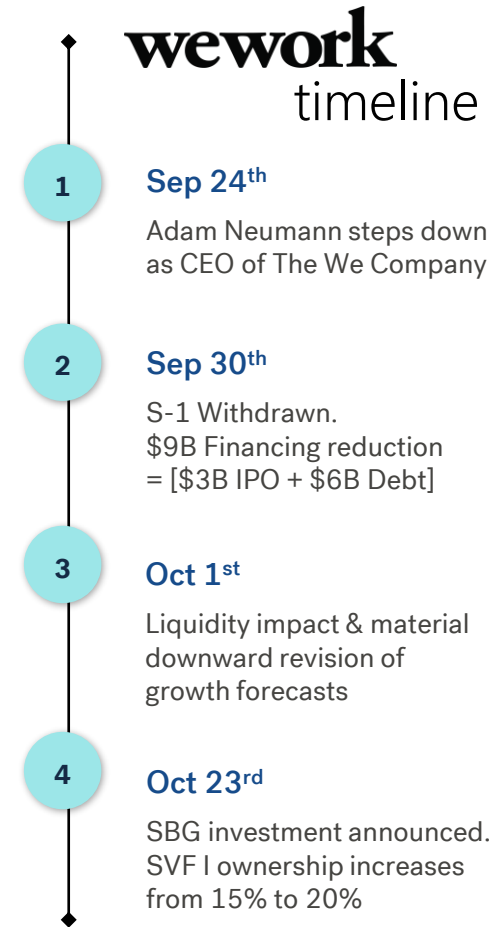 wework
timeline
1
Sep 24th
Adam Neumann steps down
as CEO of The We Company
2
Sep 30th
S-1 Withdrawn.
$9B Financing reduction
= [$3B IPO + $6B Debt]
3
Oct 1st
Liquidity impact & material
downward revision of
growth forecasts
4
Oct 23rd
SBG investment announced.
SVF I ownership increases
from 15% to 20%